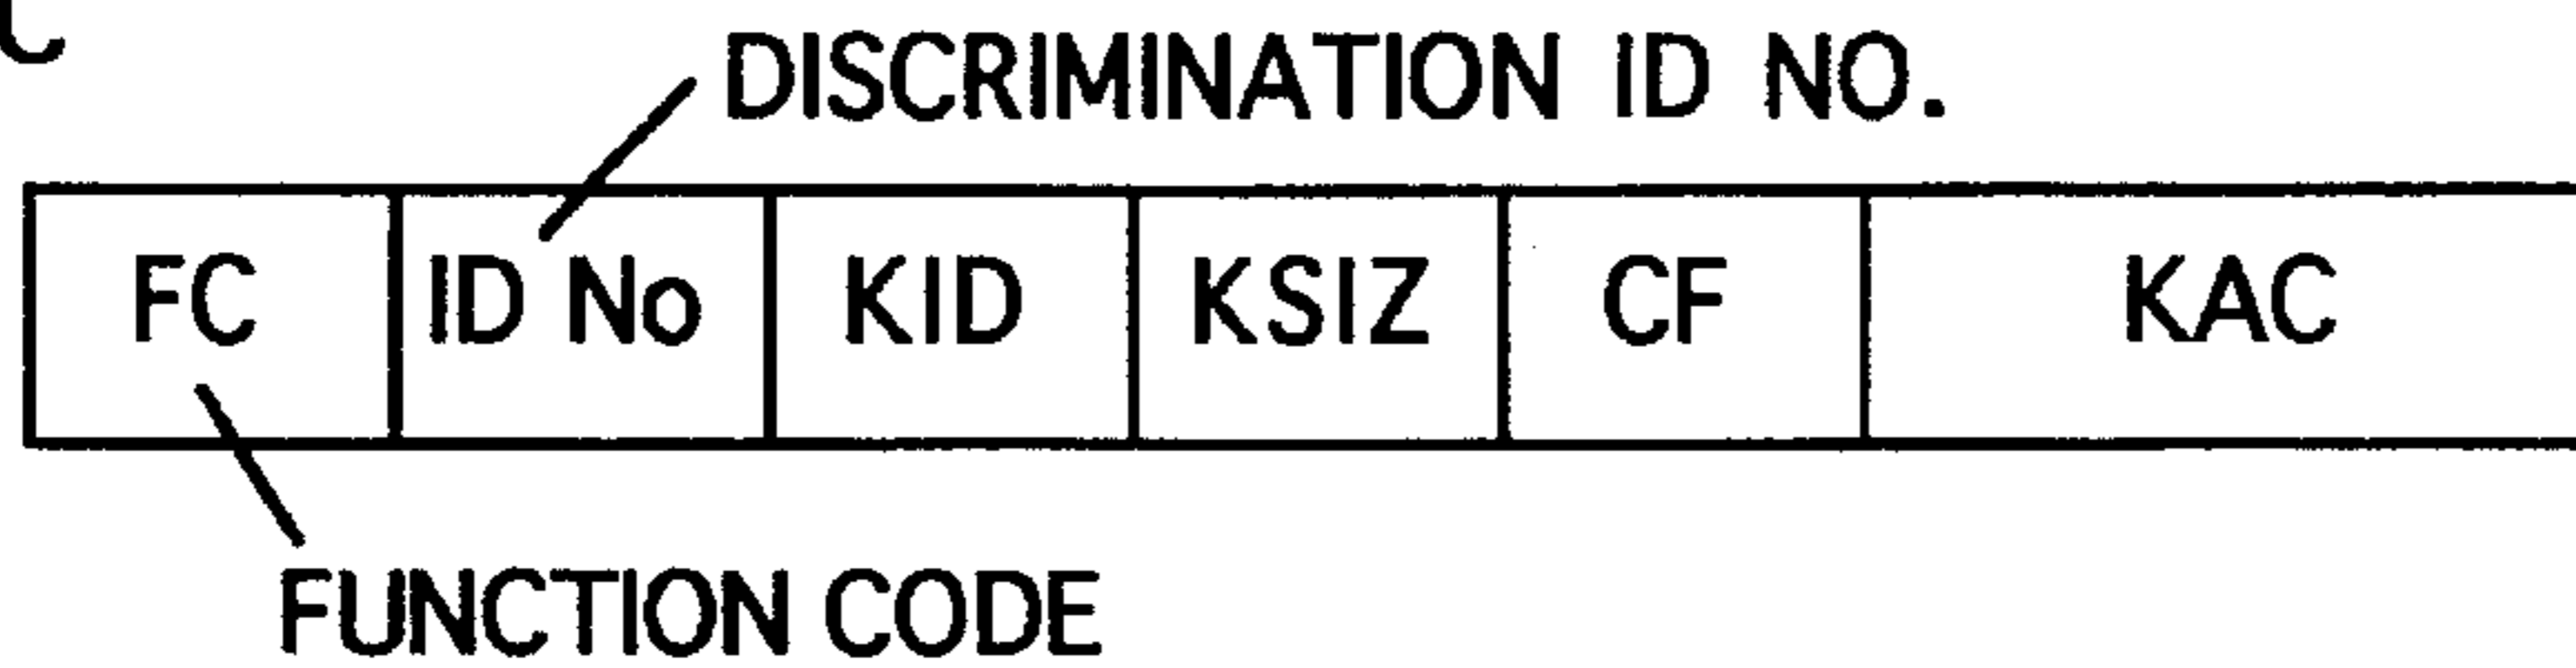 DISCRIMINATION ID NO.
FC ID No KID KSIZ CF KAC
FUNCTION CODE